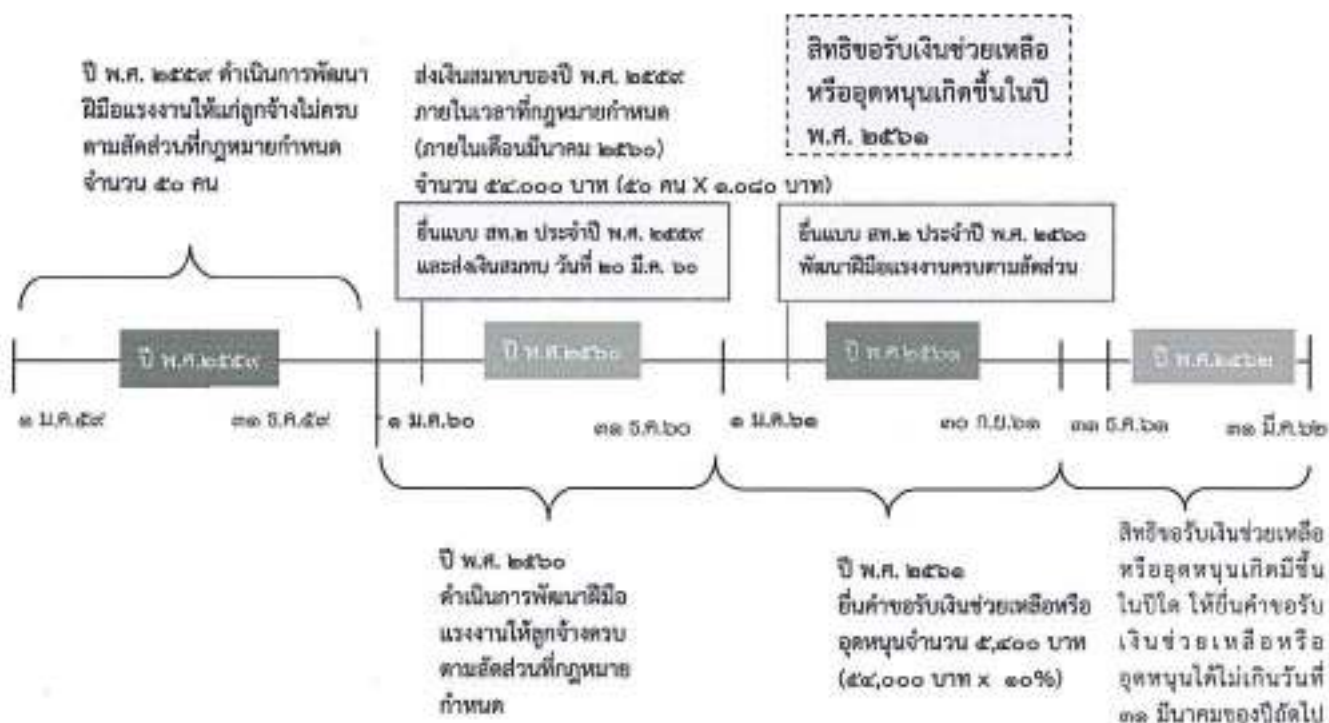 ปี พ.ศ. ๒๕๕๙ ดำเนินการพัฒนา
ฝีมือแรงงานให้แก่ลูกจ้างไม่ครบ
ตามสัดส่วนที่กฎหมายกำหนด
จำนวน ๕๐ คน
ส่งเงินสมทบของปี พ.ศ. ๒๕๕๙
ภายในเวลาที่กฎหมายกำหนด
(ภายในเดือนมีนาคม ๒๕๖๐)
จำนวน ๕๔.๐๐๐ บาท (๕๐ คน X ๑.๐๘๐ บาท)
สิทธิขอรับเงินช่วยเหลือ
หรืออุดหนุนเกิดขึ้นในปี
พ.ศ. ๒๕๖๑
ยื่นแบบ สท.๒ ประจำปี พ.ศ. ๒๕๕๙
และส่งเงินสมทบ วันที่ ๒๐ มี.ค. ๖๐
ยื่นแบบ สท.๒ ประจำปี พ.ศ. ๒๕๖๐
พัฒนาฝีมือแรงงานครบตามสัดส่วน
ปี พ.ศ.๒๕๕๙
ปี พ.ศ.๒๕๖๐
ปี พ.ศ.๒๕๖๑
ปี พ.ศ.๒๕๖๒
๑ ม.ค.๕๙
๓๑ ธ.ค.๕๙
๑ ม.ค.๖๐
๓๑ ธ.ค.๖๐
๑ ม.ค.๖๑
๓๐ ก.ย.๖๑
๓๑ ธ.ค.๖๑
๓๑ มี.ค.๖๒
ปี พ.ศ. ๒๕๖๐
ดำเนินการพัฒนาฝีมือ
แรงงานให้ลูกจ้างครบ
ตามสัดส่วนที่กฎหมาย
กำหนด
ปี พ.ศ. ๒๕๖๑
ยื่นคำขอรับเงินช่วยเหลือหรือ
อุดหนุนจำนวน ๕,๔๐๐ บาท
(๕๔,๐๐๐ บาท x ๑๐%)
สิทธิขอรับเงินช่วยเหลือ
หรืออุดหนุนเกิดมีขึ้น
ในปีใด ให้ยื่นคำขอรับ
เงินช่วยเหลือหรือ
อุดหนุนได้ไม่เกินวันที่
๓๑ มีนาคมของปีถัดไป